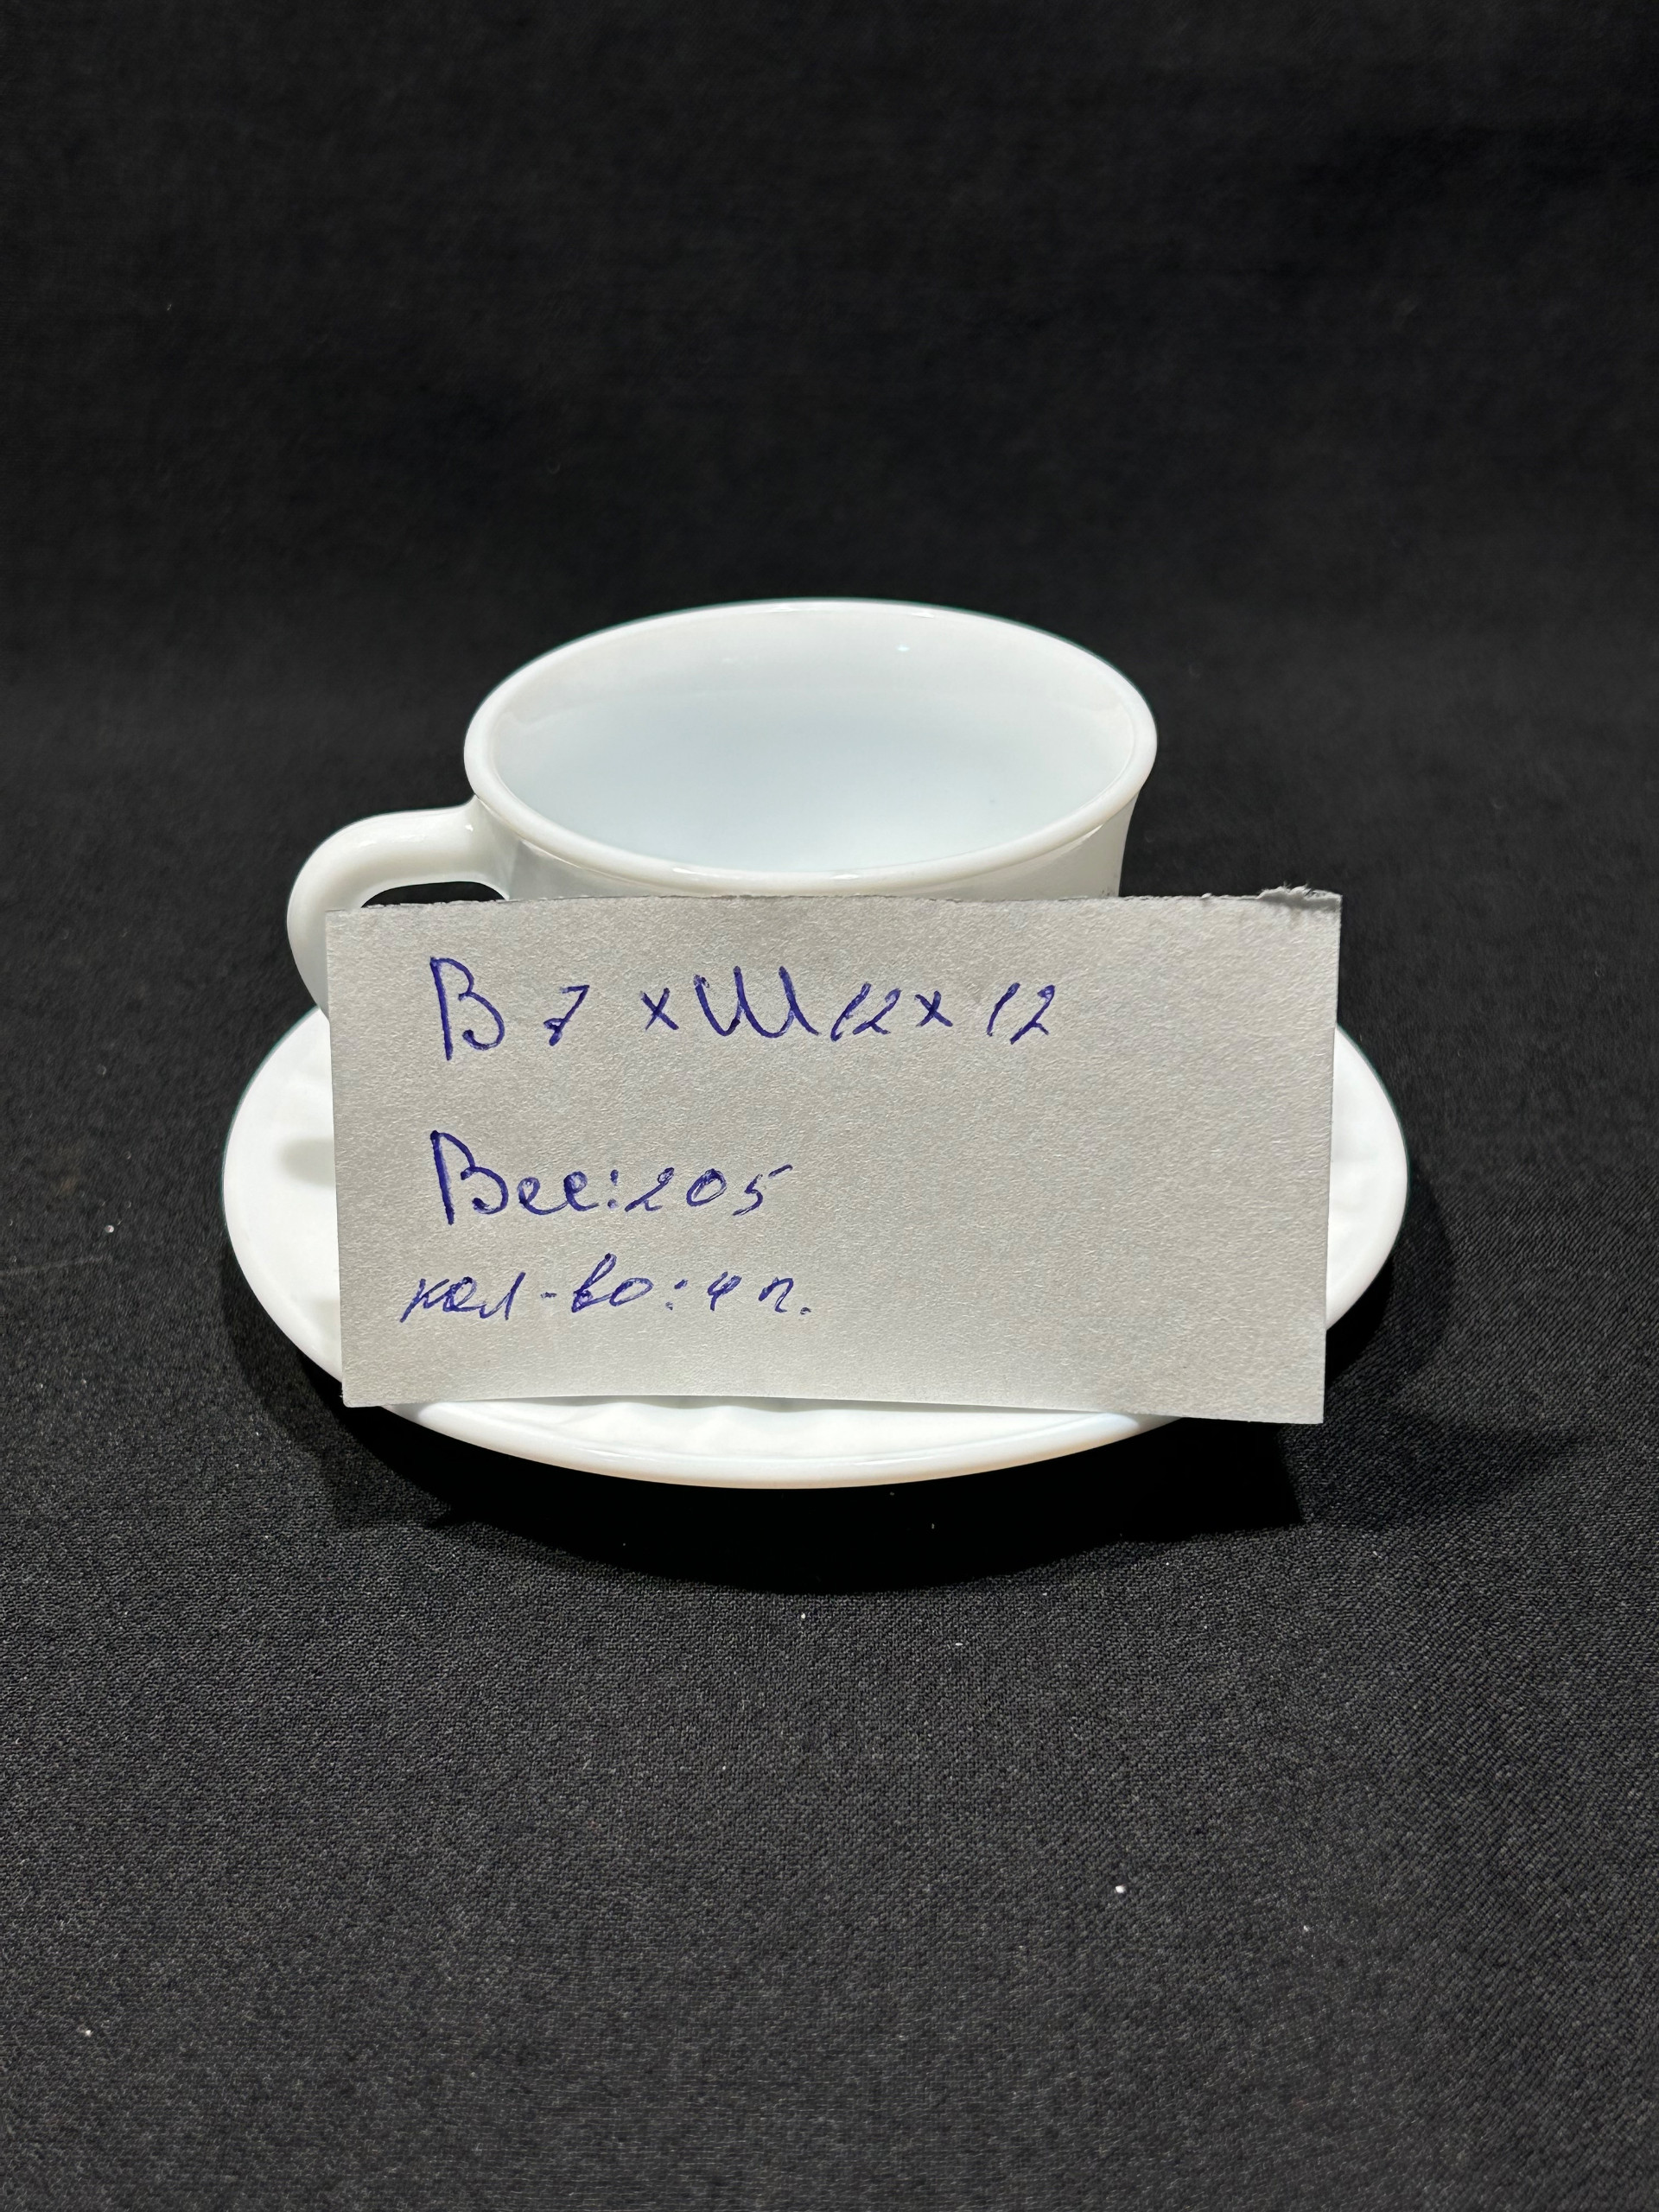 В 7 х Ш 12 х 12
Вес: 205
кол-во: 4 п.